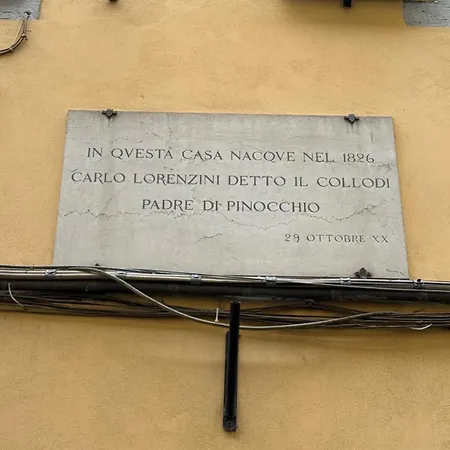 IN QVESTA CASA NACQVE NEL 1826
CARLO LORENZINI DETTO IL COLLODI
PADRE DI PINOCCHIO
29 OTTOBRE XX